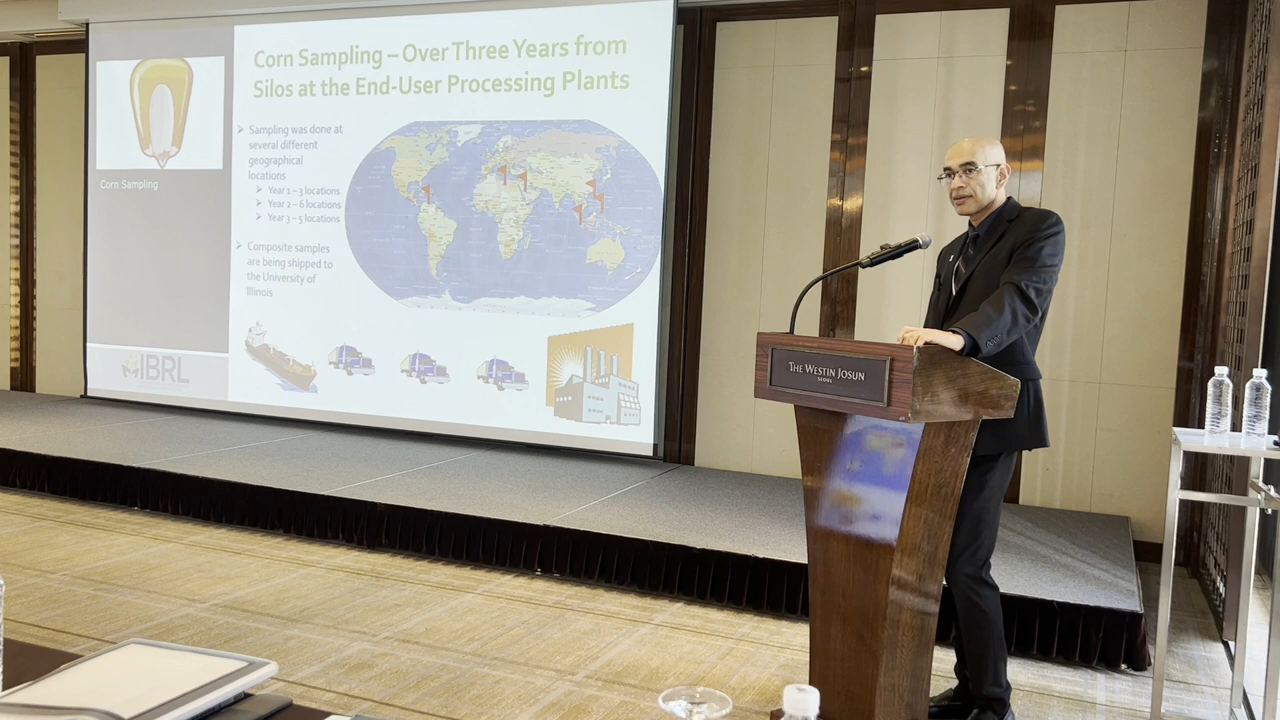 Corn Sampling – Over Three Years from
Silos at the End-User Processing Plants
Corn Sampling
➢ Sampling was done at
several different
geographical
locations
➢ Year 1 – 3 locations
➢ Year 2 – 6 locations
➢ Year 3 – 5 locations
➢ Composite samples
are being shipped to
the University of
Illinois
IBRL
THE WESTIN JOSUN
SEOUL